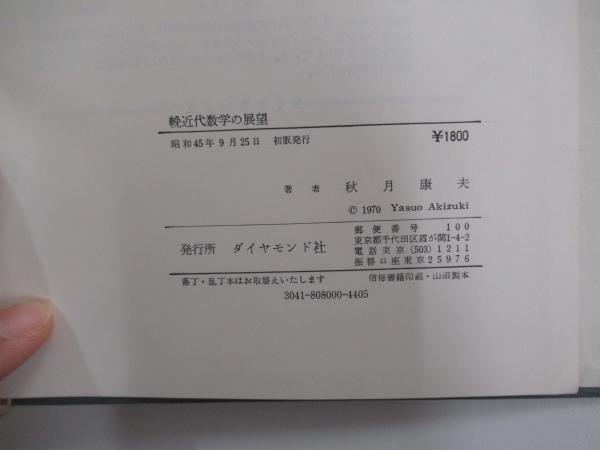 輓近代数学の展望
昭和45年9月25日 初版発行 ¥1800
著者 秋月康夫
© 1970 Yasuo Akizuki
発行所 ダイヤモンド社
郵便番号 100
東京都千代田区霞が関1-4-2
電話東京(503)1211
振替口座東京25976
落丁・乱丁本はお取替えいたします 信毎書籍印刷・山田製本
3041-808000-4405